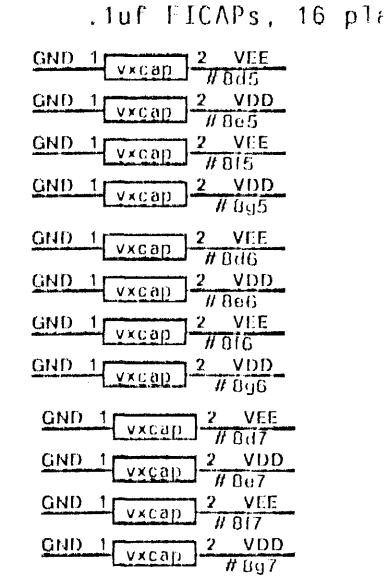 .1uf FICAPs, 16 pla
GND 1 vxcap 2 VEE
#8d5
GND 1 vxcap 2 VDD
#8e5
GND 1 vxcap 2 VEE
#8f5
GND 1 vxcap 2 VDD
#8g5
GND 1 vxcap 2 VEE
#8d6
GND 1 vxcap 2 VDD
#8e6
GND 1 vxcap 2 VEE
#8f6
GND 1 vxcap 2 VDD
#8g6
GND 1 vxcap 2 VEE
#8d7
GND 1 vxcap 2 VDD
#8e7
GND 1 vxcap 2 VEE
#8f7
GND 1 vxcap 2 VDD
#8g7